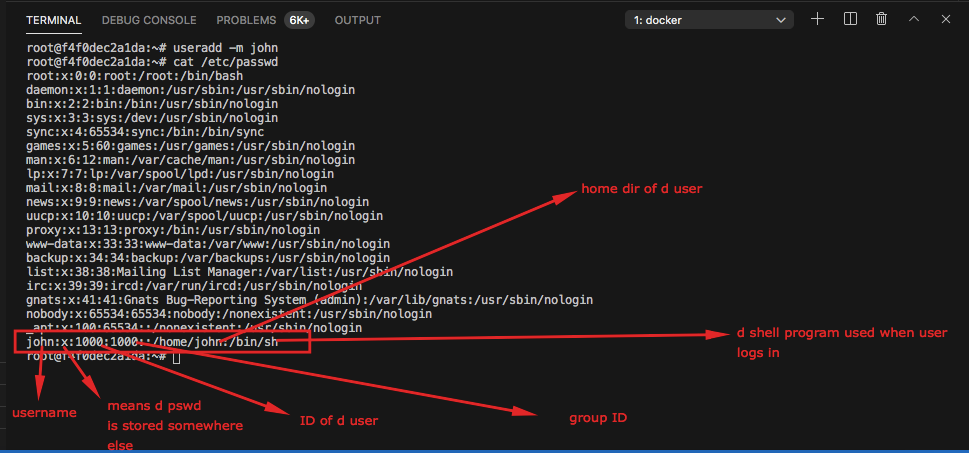 TERMINAL DEBUG CONSOLE PROBLEMS 6K+ OUTPUT 1: docker
root@f4f0dec2a1da:~# useradd -m john
root@f4f0dec2a1da:~# cat /etc/passwd
root:x:0:0:root:/root:/bin/bash
daemon:x:1:1:daemon:/usr/sbin:/usr/sbin/nologin
bin:x:2:2:bin:/bin:/usr/sbin/nologin
sys:x:3:3:sys:/dev:/usr/sbin/nologin
sync:x:4:65534:sync:/bin:/bin/sync
games:x:5:60:games:/usr/games:/usr/sbin/nologin
man:x:6:12:man:/var/cache/man:/usr/sbin/nologin
lp:x:7:7:lp:/var/spool/lpd:/usr/sbin/nologin
mail:x:8:8:mail:/var/mail:/usr/sbin/nologin
news:x:9:9:news:/var/spool/news:/usr/sbin/nologin
uucp:x:10:10:uucp:/var/spool/uucp:/usr/sbin/nologin
proxy:x:13:13:proxy:/bin:/usr/sbin/nologin
www-data:x:33:33:www-data:/var/www:/usr/sbin/nologin
backup:x:34:34:backup:/var/backups:/usr/sbin/nologin
list:x:38:38:Mailing List Manager:/var/list:/usr/sbin/nologin
irc:x:39:39:ircd:/var/run/ircd:/usr/sbin/nologin
gnats:x:41:41:Gnats Bug-Reporting System (admin):/var/lib/gnats:/usr/sbin/nologin
nobody:x:65534:65534:nobody:/nonexistent:/usr/sbin/nologin
_apt:x:100:65534::/nonexistent:/usr/sbin/nologin
john:x:1000:1000::/home/john:/bin/sh
root@f4f0dec2a1da:~#
home dir of d user
d shell program used when user
logs in
username
means d pswd
is stored somewhere
else
ID of d user
group ID